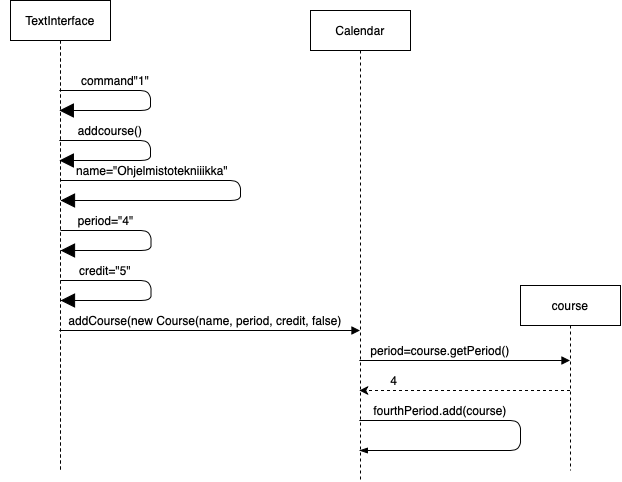 TextInterface
Calendar
command"1"
addcourse()
name="Ohjelmistotekniiikka"
period="4"
credit="5"
addCourse(new Course(name, period, credit, false)
course
period=course.getPeriod()
4
fourthPeriod.add(course)